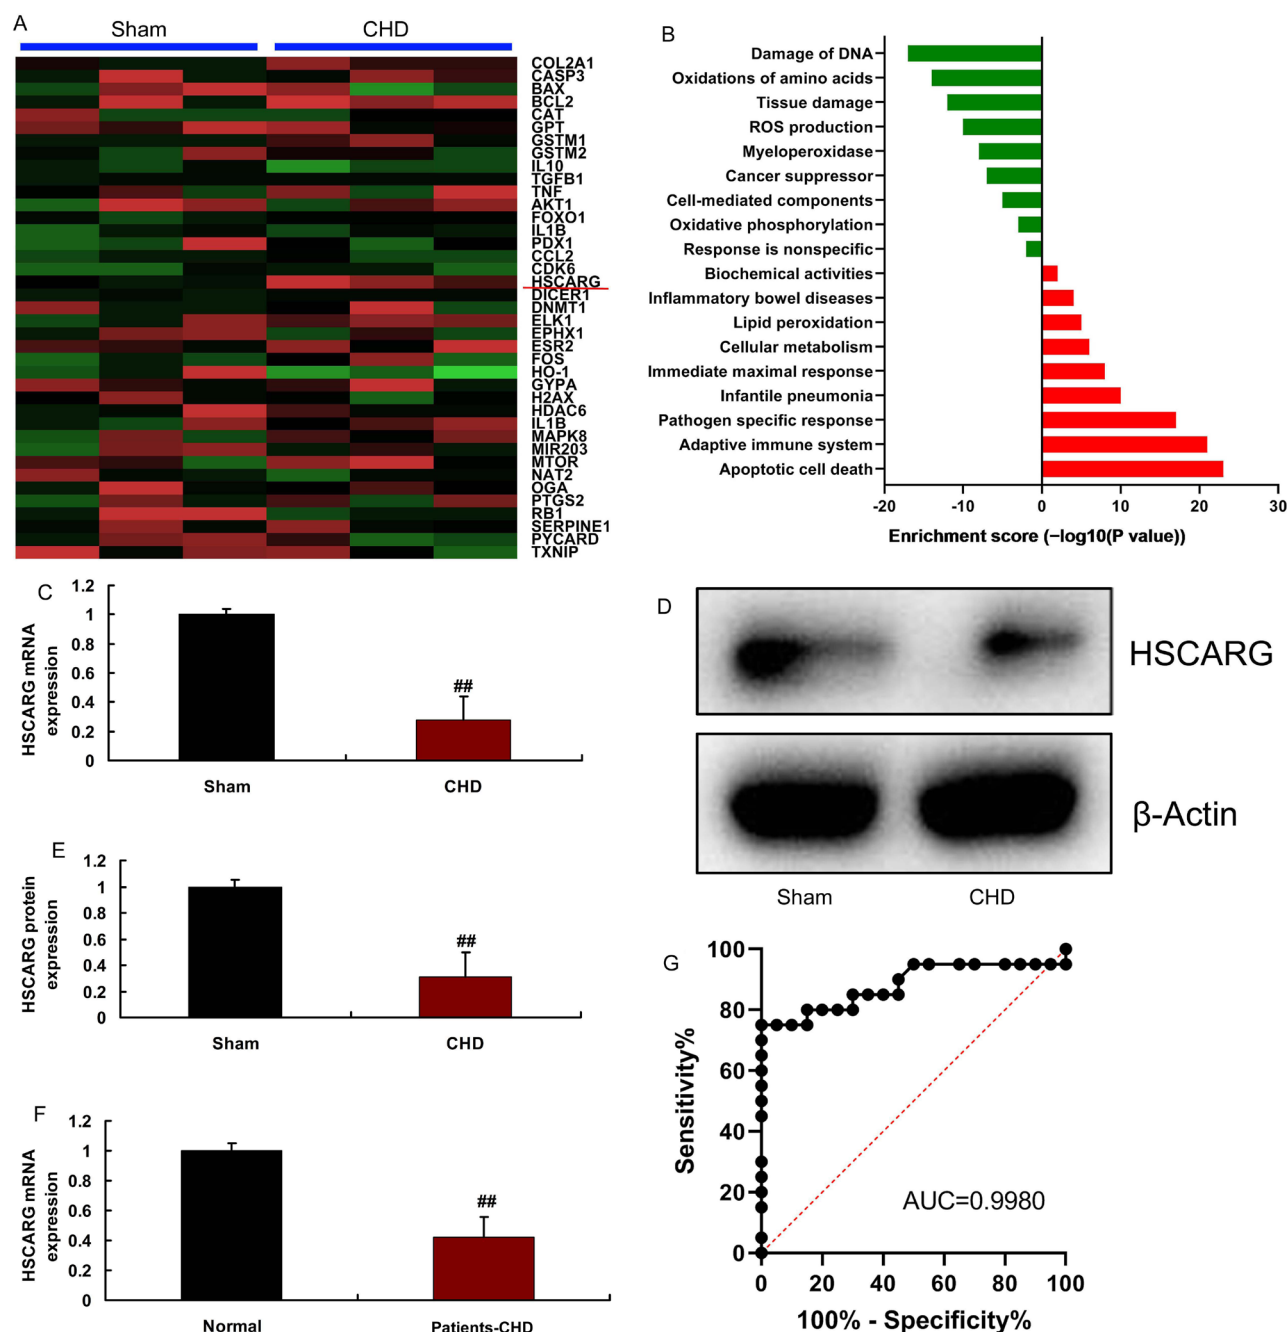 A
Sham
CHD
COL2A1
CASP3
BAX
BCL2
CAT
GPT
GSTM1
GSTM2
IL10
TGFB1
TNF
AKT1
FOXO1
IL1B
PDX1
CCL2
CDK6
HSCARG
DICER1
DNMT1
ELK1
EPHX1
ESR2
FOS
HO-1
GYPA
H2AX
HDAC6
IL1B
MAPK8
MIR203
MTOR
NAT2
OGA
PTGS2
RB1
SERPINE1
PYCARD
TXNIP
B
Damage of DNA
Oxidations of amino acids
Tissue damage
ROS production
Myeloperoxidase
Cancer suppressor
Cell-mediated components
Oxidative phosphorylation
Response is nonspecific
Biochemical activities
Inflammatory bowel diseases
Lipid peroxidation
Cellular metabolism
Immediate maximal response
Infantile pneumonia
Pathogen specific response
Adaptive immune system
Apoptotic cell death
-20 -10 0 10 20 30
Enrichment score (−log10(P value))
C
HSCARG mRNA
expression
1.2
1
0.8
0.6
0.4
0.2
0
##
Sham CHD
D
HSCARG
β-Actin
Sham CHD
E
HSCARG protein
expression
1.2
1
0.8
0.6
0.4
0.2
0
##
Sham CHD
F
HSCARG mRNA
expression
1.2
1
0.8
0.6
0.4
0.2
0
##
Normal Patients-CHD
G
Sensitivity%
100
80
60
40
20
0
AUC=0.9980
0 20 40 60 80 100
100% - Specificity%